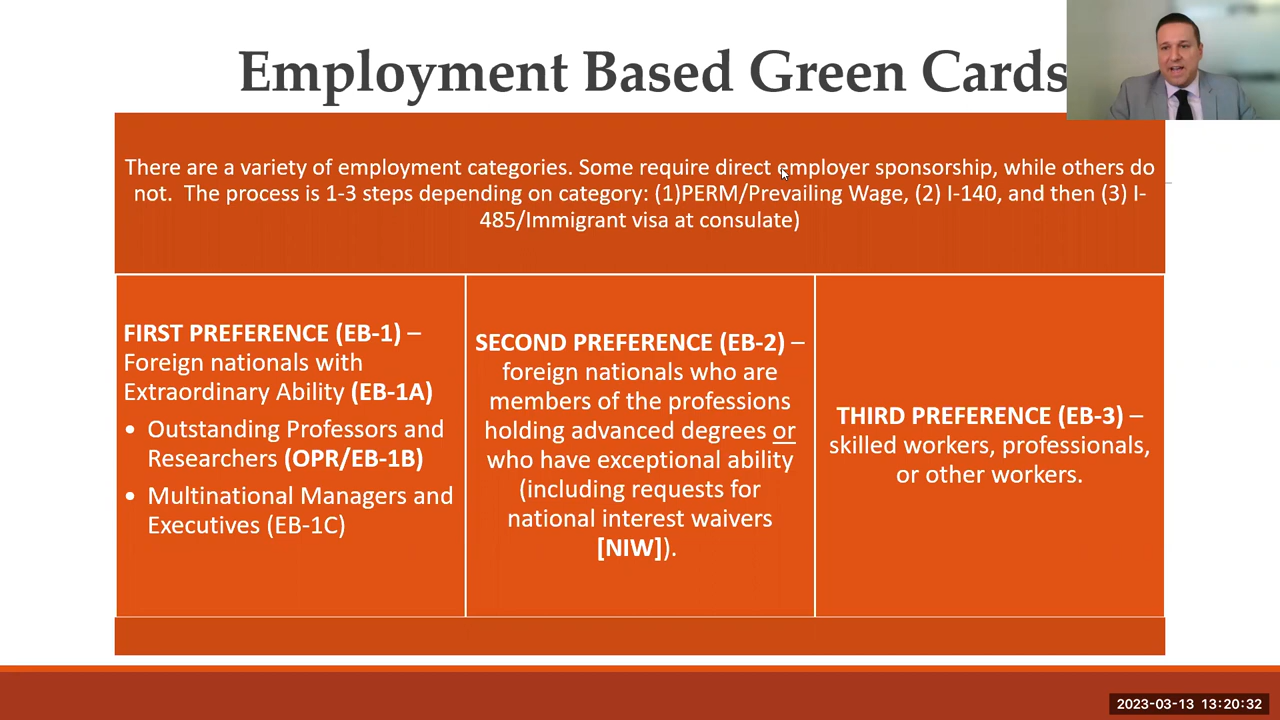 Employment Based Green Cards
There are a variety of employment categories. Some require direct employer sponsorship, while others do
not.  The process is 1-3 steps depending on category: (1)PERM/Prevailing Wage, (2) I-140, and then (3) I-
485/Immigrant visa at consulate)
FIRST PREFERENCE (EB-1) –
Foreign nationals with
Extraordinary Ability (EB-1A)
• Outstanding Professors and
Researchers (OPR/EB-1B)
• Multinational Managers and
Executives (EB-1C)
SECOND PREFERENCE (EB-2) –
foreign nationals who are
members of the professions
holding advanced degrees or
who have exceptional ability
(including requests for
national interest waivers
[NIW]).
THIRD PREFERENCE (EB-3) –
skilled workers, professionals,
or other workers.
2023-03-13 13:20:32